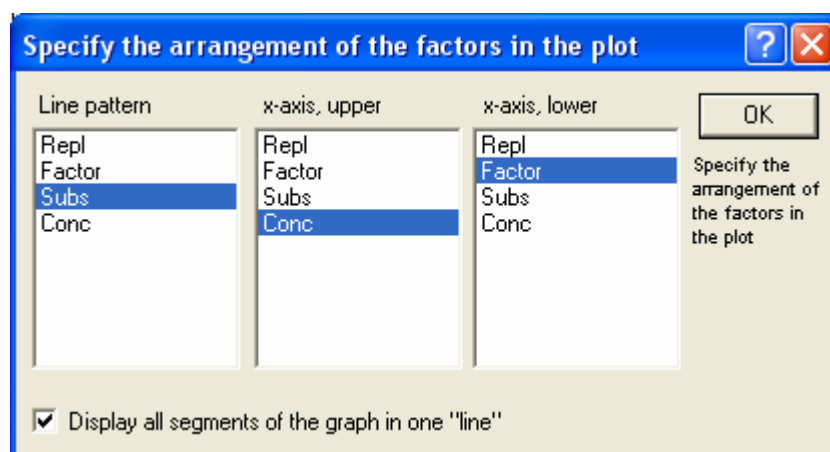 Specify the arrangement of the factors in the plot
Line pattern
Repl
Factor
Subs
Conc
x-axis, upper
Repl
Factor
Subs
Conc
x-axis, lower
Repl
Factor
Subs
Conc
OK
Specify the
arrangement of
the factors in
the plot
Display all segments of the graph in one "line"